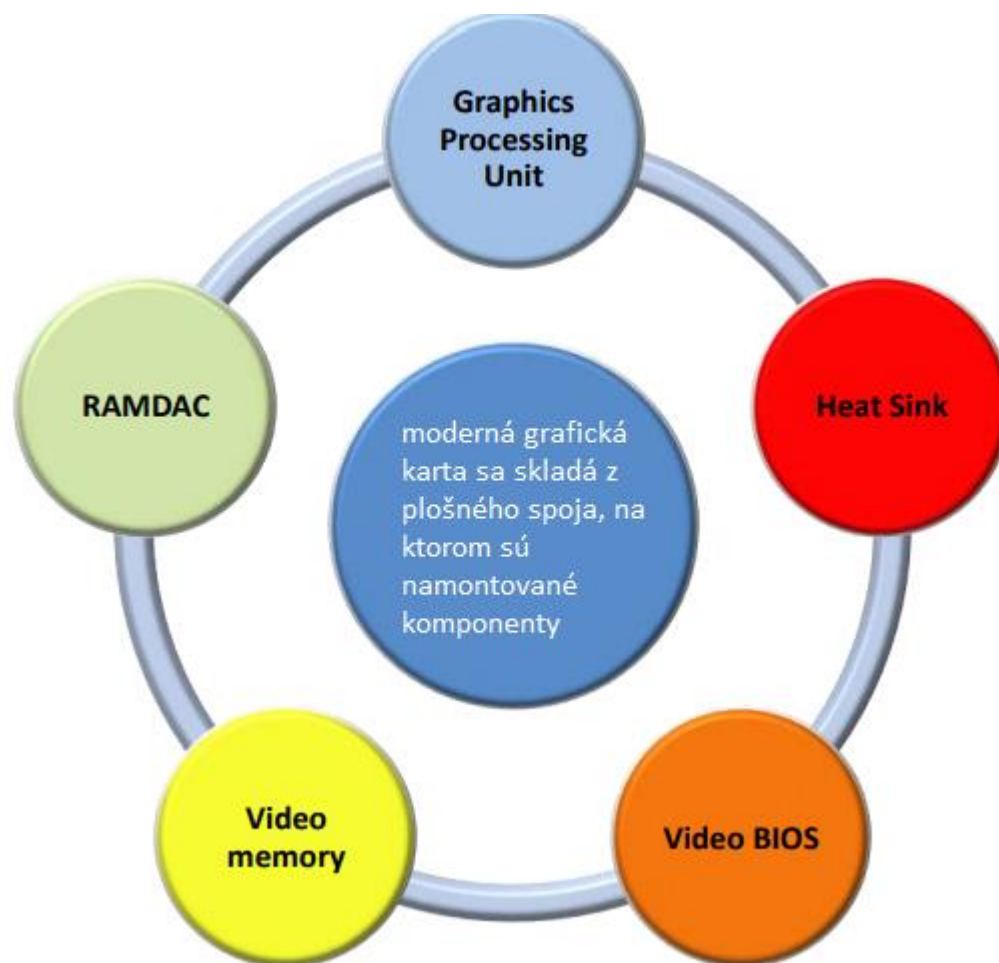 Graphics
Processing
Unit
RAMDAC
Heat Sink
moderná grafická
karta sa skladá z
plošného spoja, na
ktorom sú
namontované
komponenty
Video
memory
Video BIOS